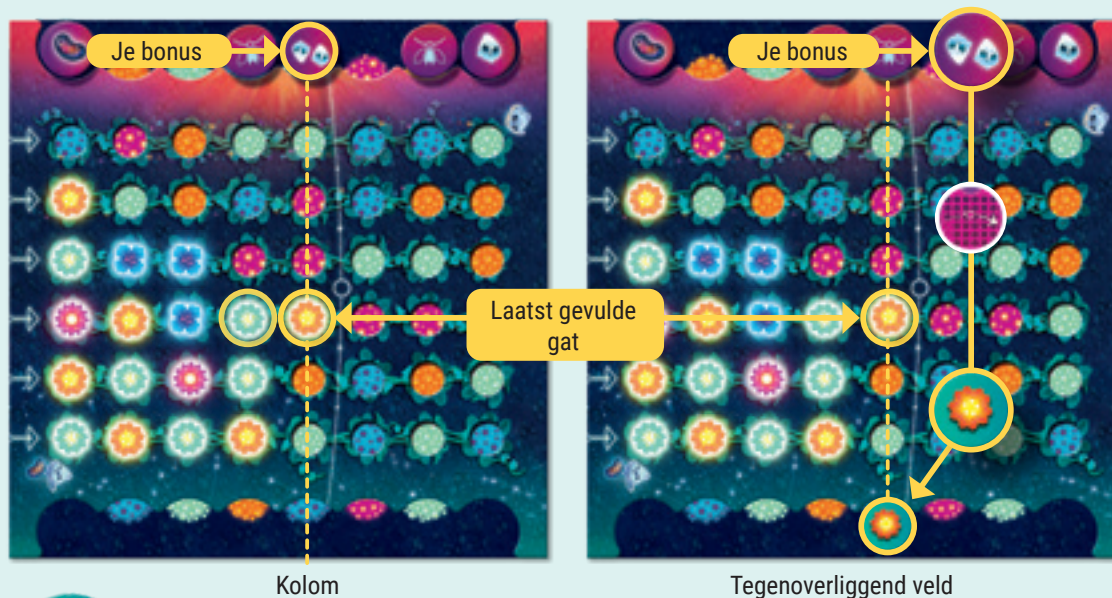 Je bonus
Je bonus
Laatst gevulde
gat
Kolom
Tegenoverliggend veld